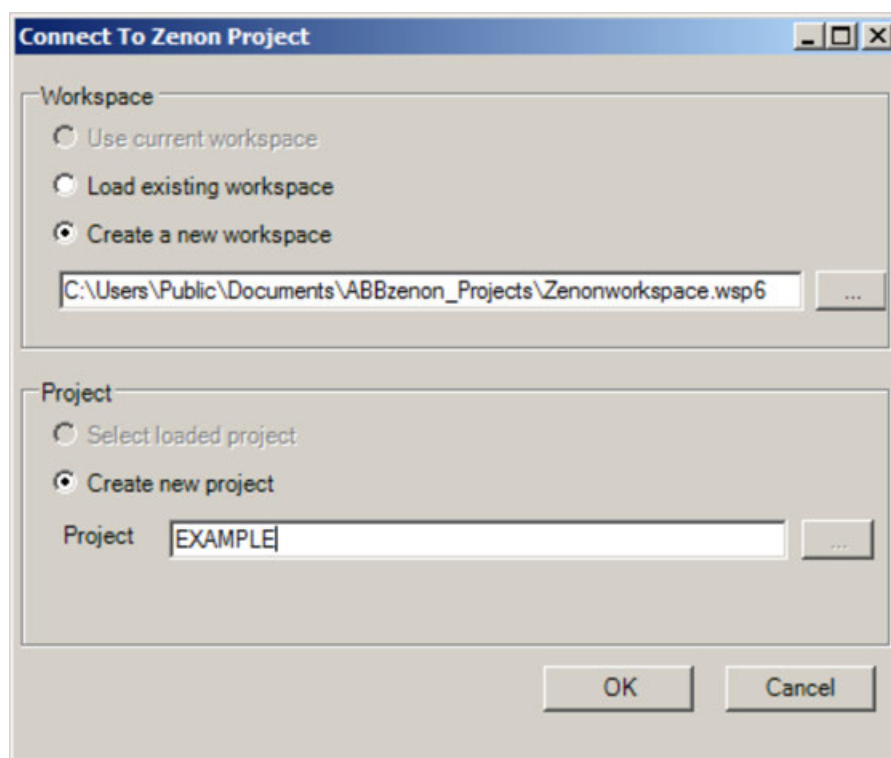 Connect To Zenon Project
Workspace
Use current workspace
Load existing workspace
Create a new workspace
C:\Users\Public\Documents\ABBzenon_Projects\Zenonworkspace.wsp6 ...
Project
Select loaded project
Create new project
Project EXAMPLE ...
OK Cancel